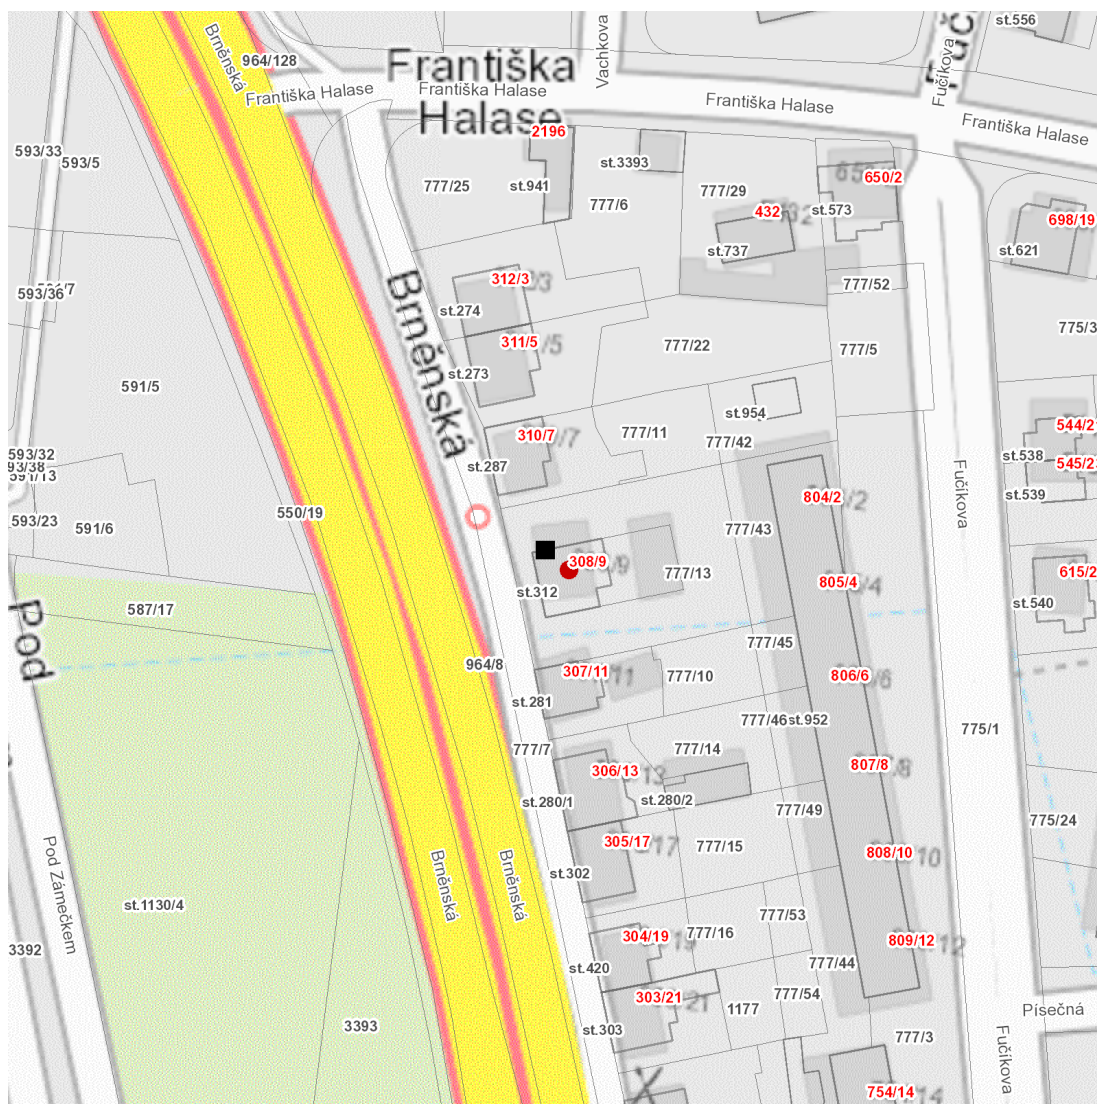 st.556
Brněnská
964/128
Františka
Vachkova
Fučíkova
Františka Halase
Františka Halase
Františka Halase
Františka Halase
Halase
2196
593/33
593/5
st.3393
777/25
st.941
777/6
777/29
650/2
432
st.573
698/19
st.737
st.621
312/3
593/36
777/52
st.274
Brněnská
775/3
311/5
777/22
777/5
st.273
591/5
st.954
310/7
777/11
777/42
544/2
593/32
st.538
st.287
545/2
591/13
804/2
st.539
593/23
550/19
591/6
777/43
Fučíkova
308/9
777/13
805/4
615/2
st.312
587/17
st.540
Pod
777/45
964/8
307/11
777/10
806/6
st.281
777/46
st.952
775/1
777/7
777/14
306/13
807/8
st.280/1
st.280/2
777/49
775/24
305/17
777/15
808/10
Pod Zámečkem
Brněnská
Brněnská
st.302
st.1130/4
777/53
304/19
777/16
809/12
3392
777/44
st.420
303/21
777/54
1177
Písečná
3393
st.303
777/3
Fučíkova
754/14